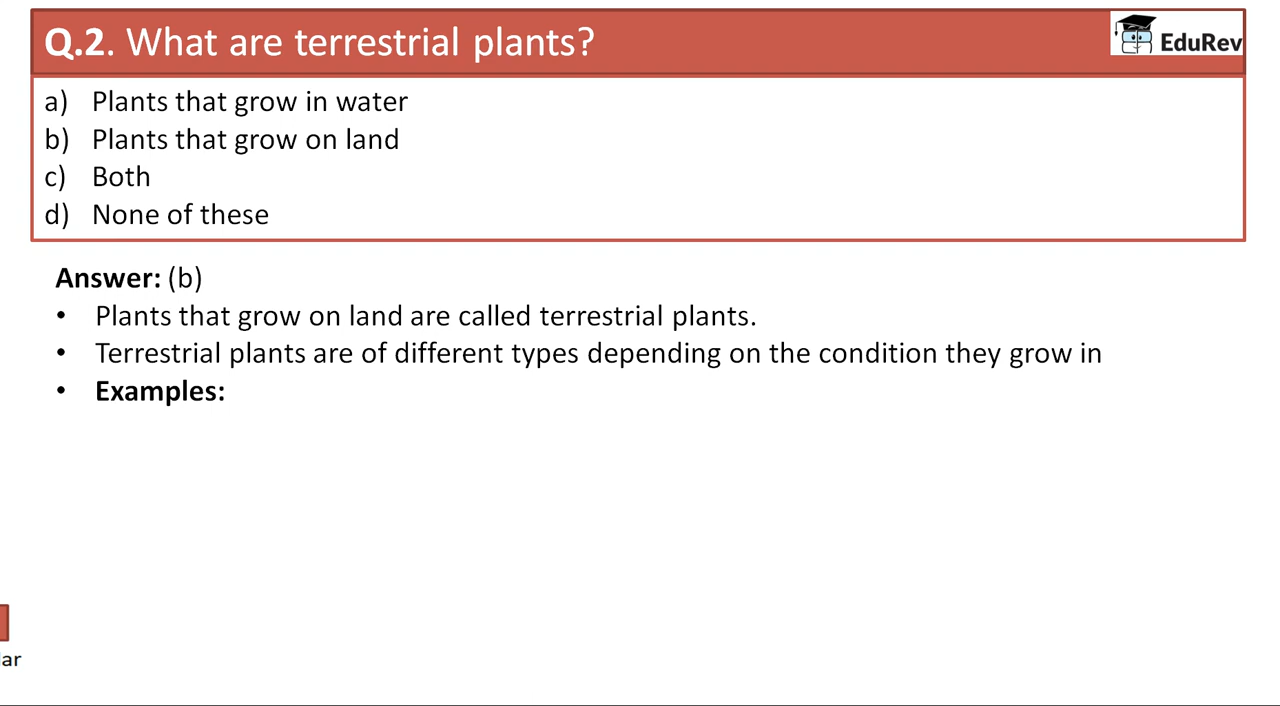 Q.2. What are terrestrial plants?
EduRev
a) Plants that grow in water
b) Plants that grow on land
c) Both
d) None of these
Answer: (b)
• Plants that grow on land are called terrestrial plants.
• Terrestrial plants are of different types depending on the condition they grow in
• Examples: